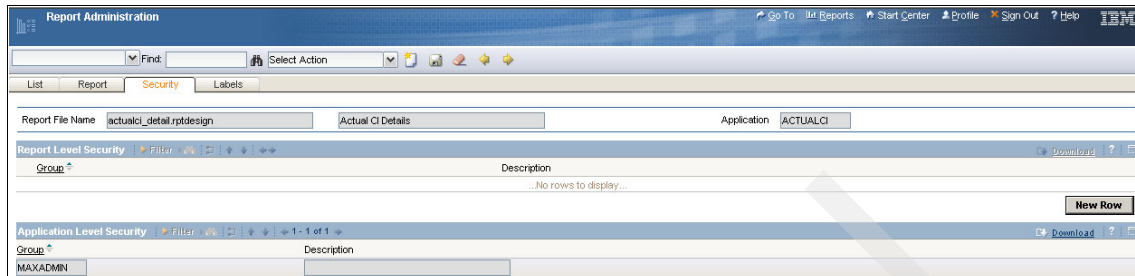 Report Administration Go To Reports Start Center Profile Sign Out ? Help IBM
Find: Select Action
List Report Security Labels
Report File Name actualci_detail.rptdesign Actual CI Details Application ACTUALCI
Report Level Security Filter Download ?
Group Description
...No rows to display...
New Row
Application Level Security Filter 1 - 1 of 1 Download ?
Group Description
MAXADMIN